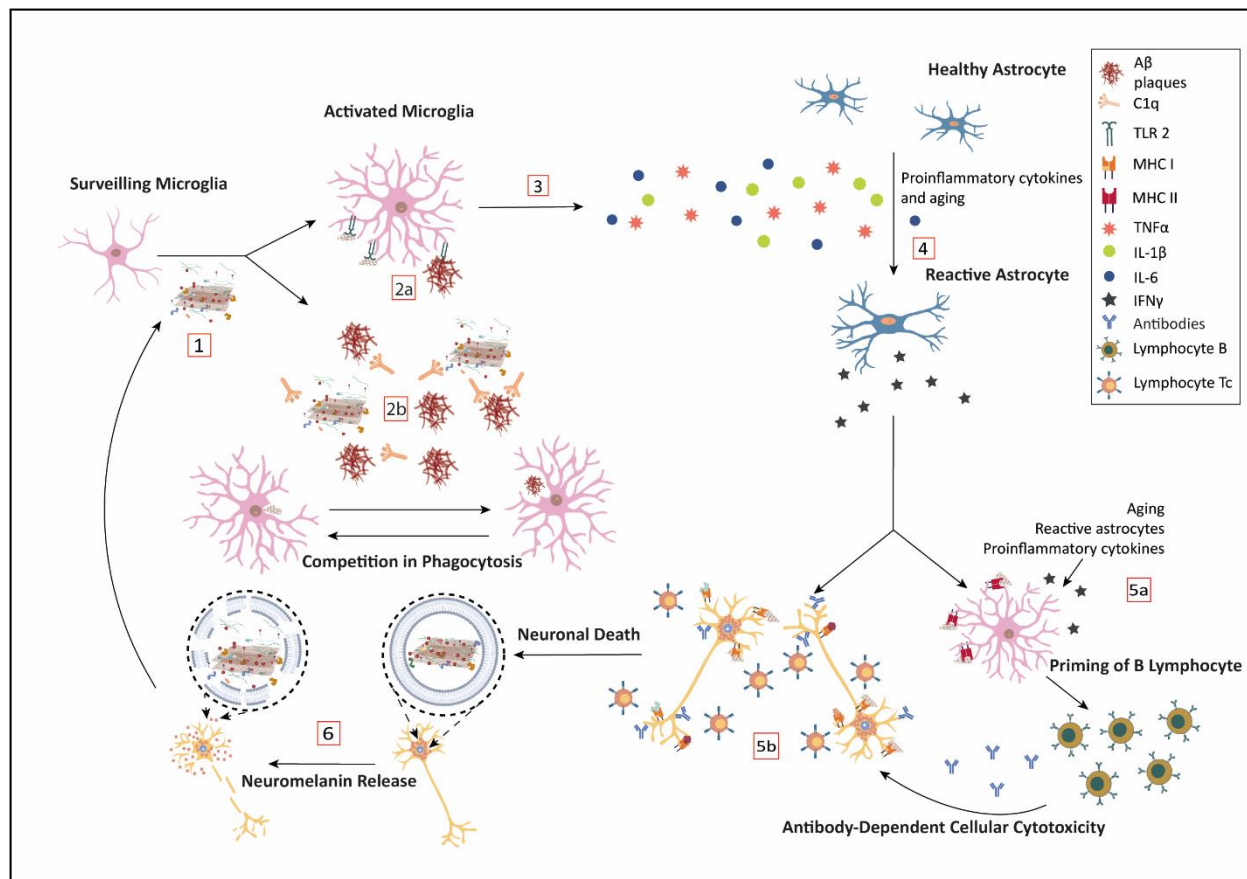 Healthy Astrocyte
Activated Microglia
Surveilling Microglia
3
Proinflammatory cytokines
and aging
4
Reactive Astrocyte
2a
1
2b
Competition in Phagocytosis
Aging
Reactive astrocytes
Proinflammatory cytokines
5a
Priming of B Lymphocyte
Neuronal Death
5b
6
Neuromelanin Release
Antibody-Dependent Cellular Cytotoxicity
Aβ
plaques
C1q
TLR 2
MHC I
MHC II
TNFα
IL-1β
IL-6
IFNγ
Antibodies
Lymphocyte B
Lymphocyte Tc